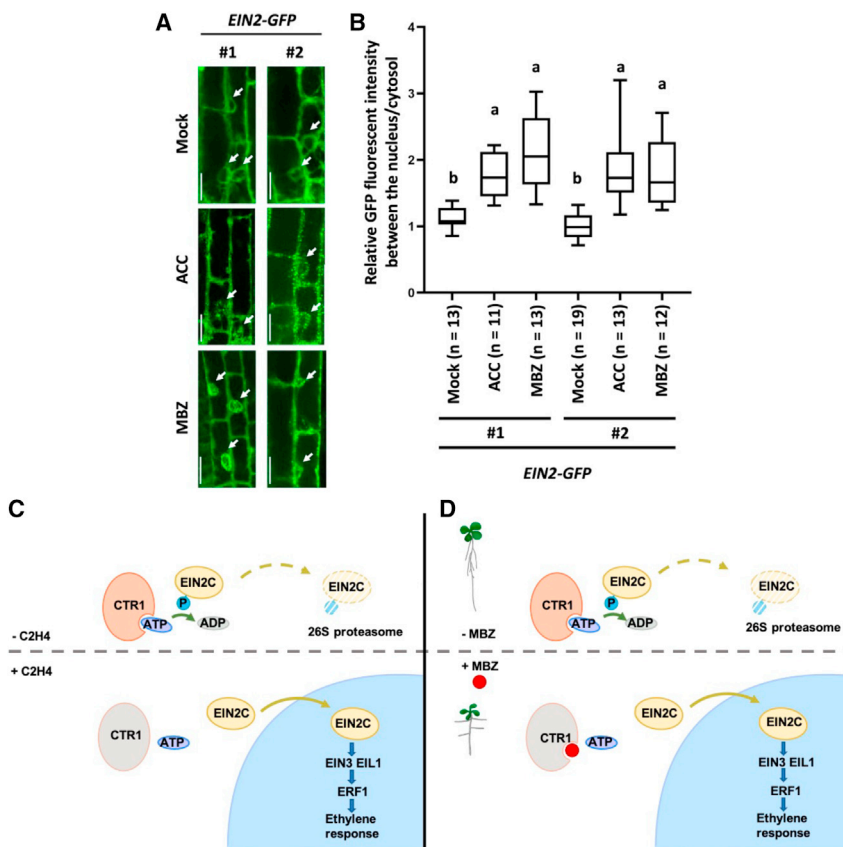 A
EIN2-GFP
#1
#2
Mock
ACC
MBZ
B
Relative GFP fluorescent intensity
between the nucleus/cytosol
4
3
2
1
0
b
a
a
b
a
a
Mock (n = 13)
ACC (n = 11)
MBZ (n = 13)
Mock (n = 19)
ACC (n = 13)
MBZ (n = 12)
#1
#2
EIN2-GFP
C
CTR1
EIN2C
P
ATP
ADP
EIN2C
26S proteasome
- C2H4
+ C2H4
CTR1
ATP
EIN2C
EIN2C
EIN3 EIL1
ERF1
Ethylene
response
D
CTR1
EIN2C
P
ATP
ADP
EIN2C
26S proteasome
- MBZ
+ MBZ
CTR1
ATP
EIN2C
EIN2C
EIN3 EIL1
ERF1
Ethylene
response